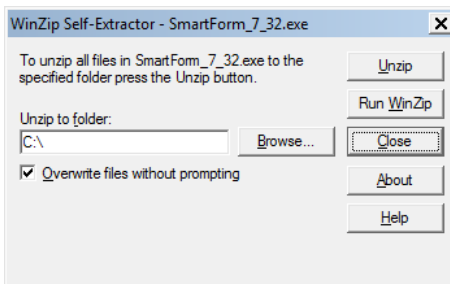 WinZip Self-Extractor - SmartForm_7_32.exe
To unzip all files in SmartForm_7_32.exe to the
specified folder press the Unzip button.
Unzip
Run WinZip
Unzip to folder:
C:\
Browse...
Close
Overwrite files without prompting
About
Help